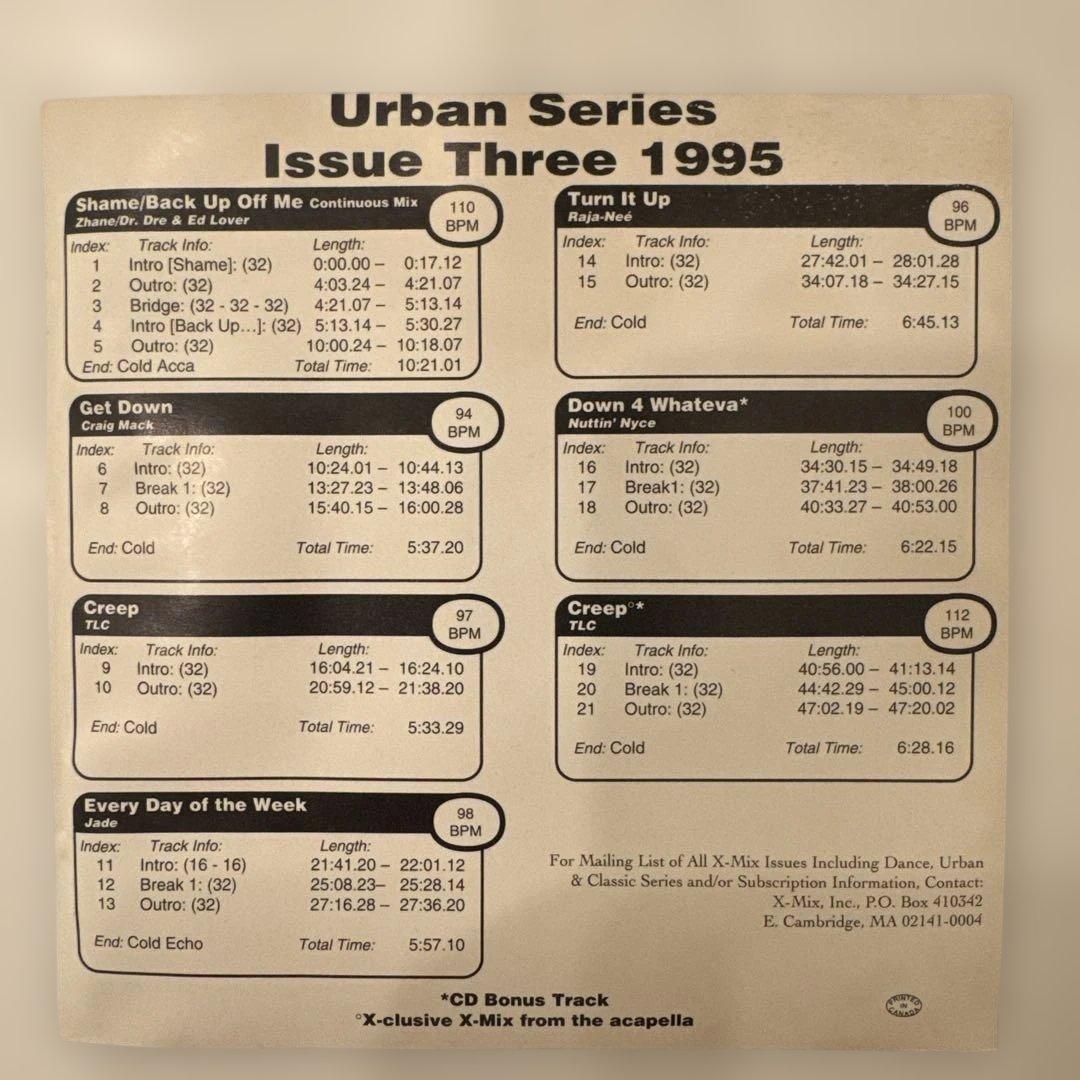 Urban Series
Issue Three 1995
Shame/Back Up Off Me Continuous Mix
Zhane/Dr. Dre & Ed Lover
110
BPM
Index: Track Info: Length:
1 Intro [Shame]: (32) 0:00.00 – 0:17.12
2 Outro: (32) 4:03.24 – 4:21.07
3 Bridge: (32 - 32 - 32) 4:21.07 – 5:13.14
4 Intro [Back Up...]: (32) 5:13.14 – 5:30.27
5 Outro: (32) 10:00.24 – 10:18.07
End: Cold Acca Total Time: 10:21.01
Get Down
Craig Mack
94
BPM
Index: Track Info: Length:
6 Intro: (32) 10:24.01 – 10:44.13
7 Break 1: (32) 13:27.23 – 13:48.06
8 Outro: (32) 15:40.15 – 16:00.28
End: Cold Total Time: 5:37.20
Creep
TLC
97
BPM
Index: Track Info: Length:
9 Intro: (32) 16:04.21 – 16:24.10
10 Outro: (32) 20:59.12 – 21:38.20
End: Cold Total Time: 5:33.29
Every Day of the Week
Jade
98
BPM
Index: Track Info: Length:
11 Intro: (16 - 16) 21:41.20 – 22:01.12
12 Break 1: (32) 25:08.23– 25:28.14
13 Outro: (32) 27:16.28 – 27:36.20
End: Cold Echo Total Time: 5:57.10
Turn It Up
Raja-Neé
96
BPM
Index: Track Info: Length:
14 Intro: (32) 27:42.01 – 28:01.28
15 Outro: (32) 34:07.18 – 34:27.15
End: Cold Total Time: 6:45.13
Down 4 Whateva*
Nuttin' Nyce
100
BPM
Index: Track Info: Length:
16 Intro: (32) 34:30.15 – 34:49.18
17 Break1: (32) 37:41.23 – 38:00.26
18 Outro: (32) 40:33.27 – 40:53.00
End: Cold Total Time: 6:22.15
Creep°*
TLC
112
BPM
Index: Track Info: Length:
19 Intro: (32) 40:56.00 – 41:13.14
20 Break 1: (32) 44:42.29 – 45:00.12
21 Outro: (32) 47:02.19 – 47:20.02
End: Cold Total Time: 6:28.16
For Mailing List of All X-Mix Issues Including Dance, Urban
& Classic Series and/or Subscription Information, Contact:
X-Mix, Inc., P.O. Box 410342
E. Cambridge, MA 02141-0004
*CD Bonus Track
°X-clusive X-Mix from the acapella
PRINTED
IN
CANADA